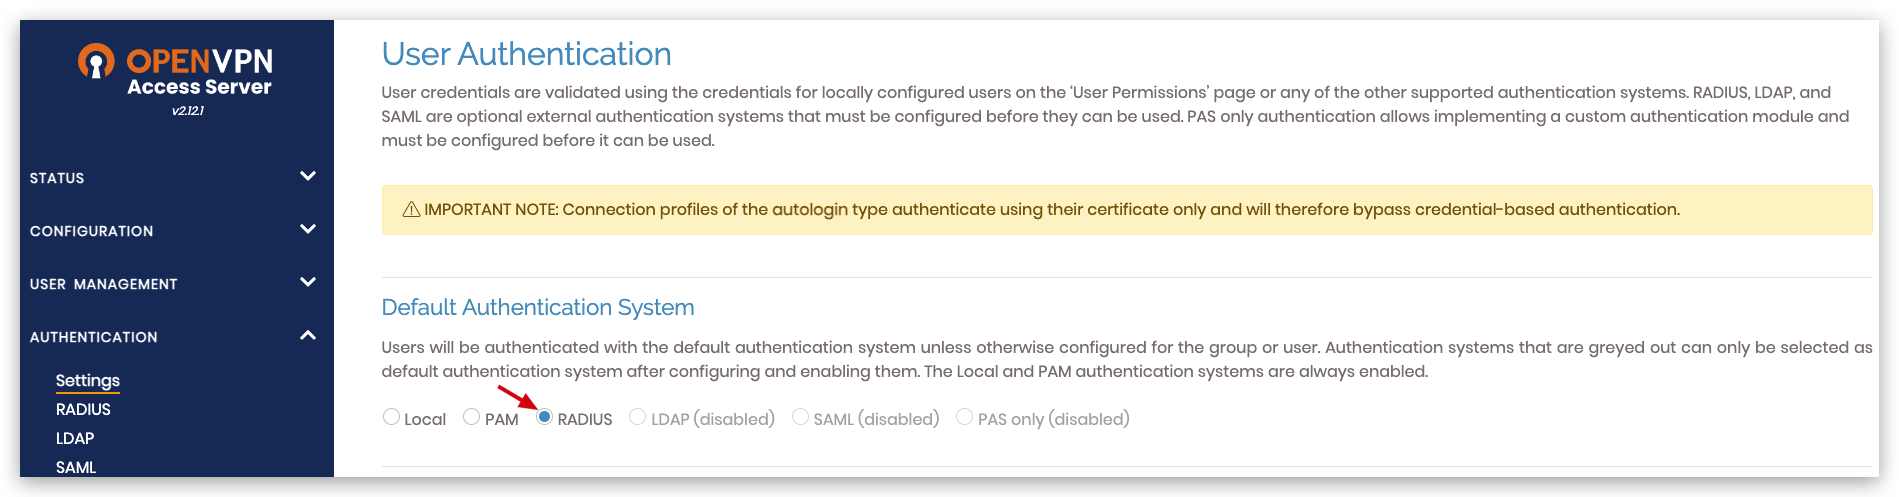 OPENVPN
Access Server
v2.12.1
STATUS
CONFIGURATION
USER MANAGEMENT
AUTHENTICATION
Settings
RADIUS
LDAP
SAML
User Authentication
User credentials are validated using the credentials for locally configured users on the ‘User Permissions’ page or any of the other supported authentication systems. RADIUS, LDAP, and
SAML are optional external authentication systems that must be configured before they can be used. PAS only authentication allows implementing a custom authentication module and
must be configured before it can be used.
IMPORTANT NOTE: Connection profiles of the autologin type authenticate using their certificate only and will therefore bypass credential-based authentication.
Default Authentication System
Users will be authenticated with the default authentication system unless otherwise configured for the group or user. Authentication systems that are greyed out can only be selected as
default authentication system after configuring and enabling them. The Local and PAM authentication systems are always enabled.
Local PAM RADIUS LDAP (disabled) SAML (disabled) PAS only (disabled)